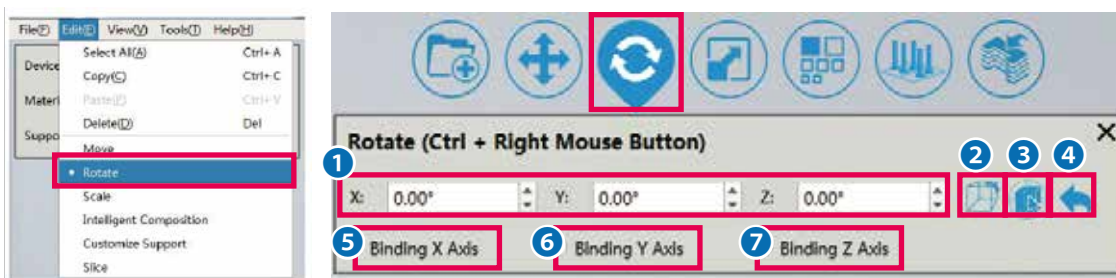 File(F) Edit(E) View(V) Tools(T) Help(H)
Select All(A) Ctrl+ A
Device
Copy(C) Ctrl+ C
Materi
Paste(P) Ctrl+ V
Delete(D) Del
Suppo
Move
• Rotate
Scale
Intelligent Composition
Customize Support
Slice
Rotate (Ctrl + Right Mouse Button) X
1 2 3 4
X: 0.00° Y: 0.00° Z: 0.00°
5 Binding X Axis 6 Binding Y Axis 7 Binding Z Axis